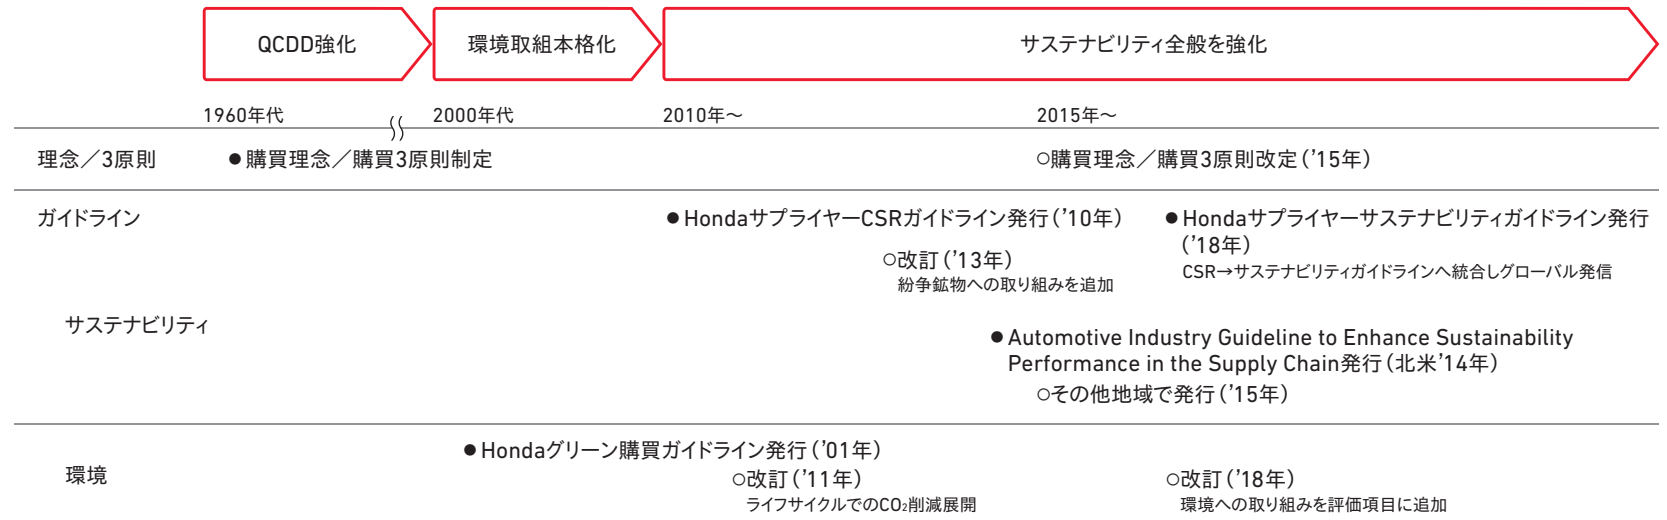 QCDD強化
環境取組本格化
サステナビリティ全般を強化
1960年代
2000年代
2010年～
2015年～
理念／3原則
●購買理念／購買3原則制定
○購買理念／購買3原則改定（’15年）
ガイドライン
●HondaサプライヤーCSRガイドライン発行（’10年）
○改訂（’13年）
紛争鉱物への取り組みを追加
●Hondaサプライヤーサステナビリティガイドライン発行
（’18年）
CSR→サステナビリティガイドラインへ統合しグローバル発信
サステナビリティ
●Automotive Industry Guideline to Enhance Sustainability
Performance in the Supply Chain発行（北米’14年）
○その他地域で発行（’15年）
環境
●Hondaグリーン購買ガイドライン発行（’01年）
○改訂（’11年）
ライフサイクルでのCO₂削減展開
○改訂（’18年）
環境への取り組みを評価項目に追加